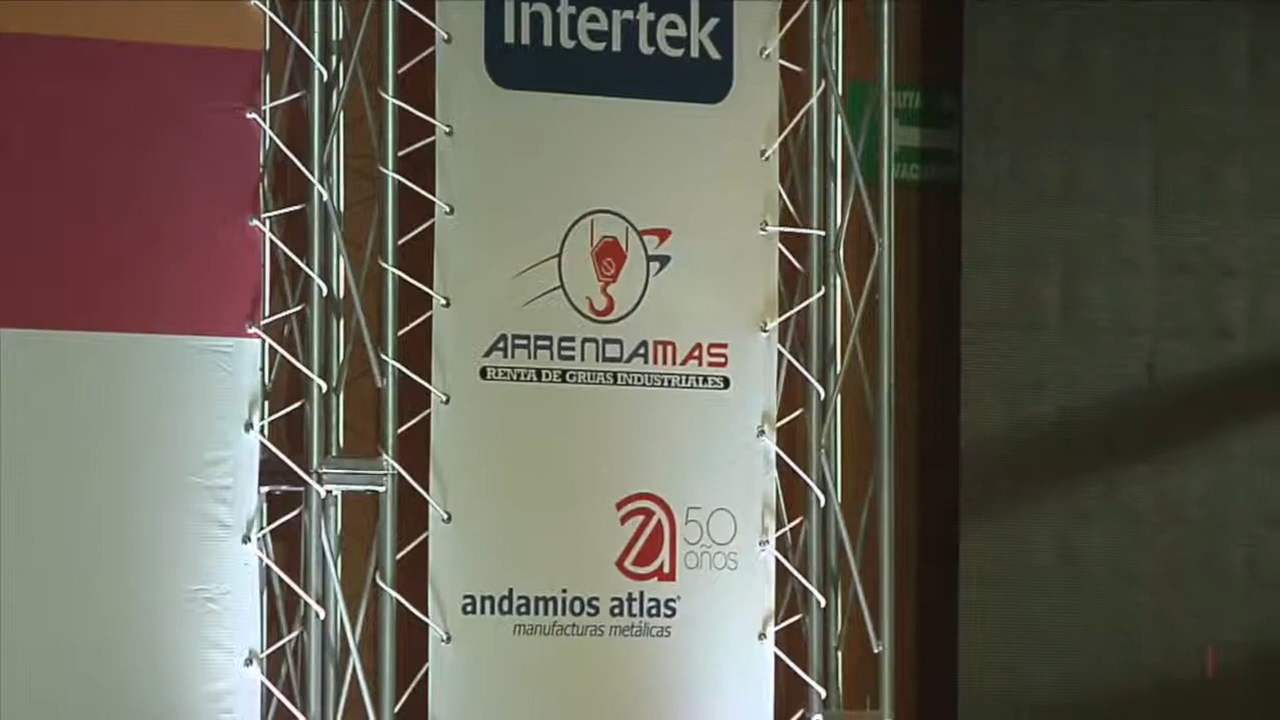 Intertek
ARRENDAMAS
RENTA DE GRUAS INDUSTRIALES
50
años
andamios atlas
manufacturas metálicas